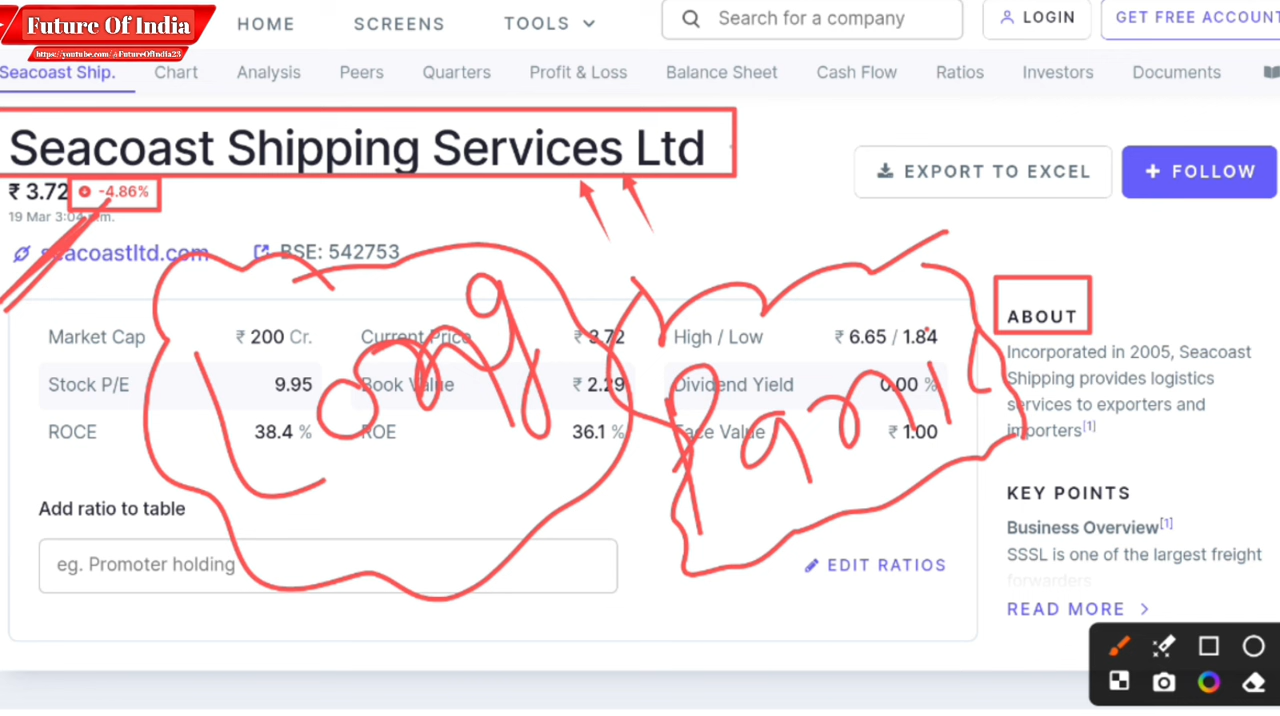 Future Of India
https://youtube.com/@FutureOfIndia23
HOME SCREENS TOOLS
Search for a company
LOGIN
GET FREE ACCOUNT
Seacoast Ship. Chart Analysis Peers Quarters Profit & Loss Balance Sheet Cash Flow Ratios Investors Documents
Seacoast Shipping Services Ltd
₹ 3.72 -4.86%
19 Mar 3:04 p.m.
EXPORT TO EXCEL
+ FOLLOW
seacoastltd.com BSE: 542753
Market Cap ₹ 200 Cr. Current Price ₹ 3.72 High / Low ₹ 6.65 / 1.84
Stock P/E 9.95 Book Value ₹ 2.29 Dividend Yield 0.00 %
ROCE 38.4 % ROE 36.1 % Face Value ₹ 1.00
Long
Add ratio to table
eg. Promoter holding
EDIT RATIOS
ABOUT
Incorporated in 2005, Seacoast
Shipping provides logistics
services to exporters and
importers[1]
KEY POINTS
Business Overview[1]
SSSL is one of the largest freight
forwarders
READ MORE